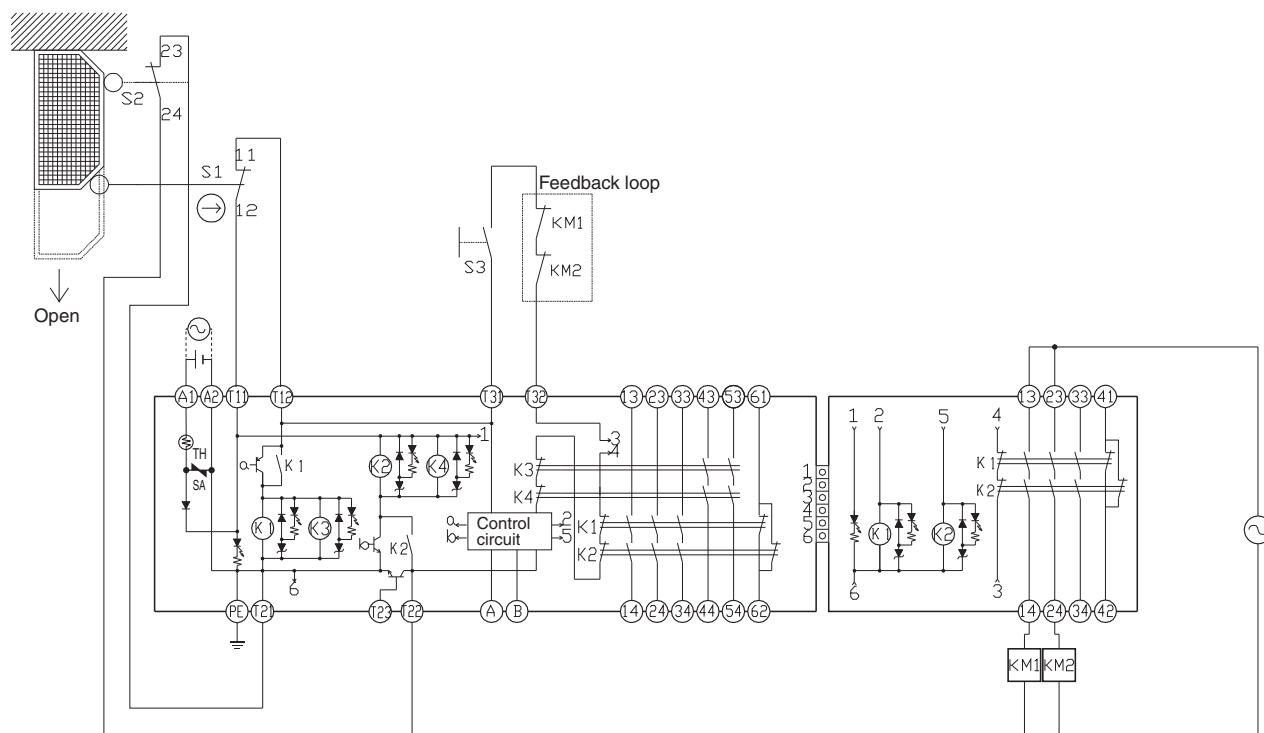 23
S2
24
11
S1
12
Open
Feedback loop
KM1
KM2
S3
A1 A2 T11 T12 T31 T32 13 23 33 43 53 61
13 23 33 41
TH
SA
a
K1
K2 K4
1
3
4
K3
K4
K1 K3
b
K2
a
b
Control
circuit
2
5
K1
K2
6
1
2
3
4
5
6
1 2 5 4
K1
K2
K1 K2
6 3
PE T21 T23 T22 A B 14 24 34 44 54 62
14 24 34 42
KM1 KM2